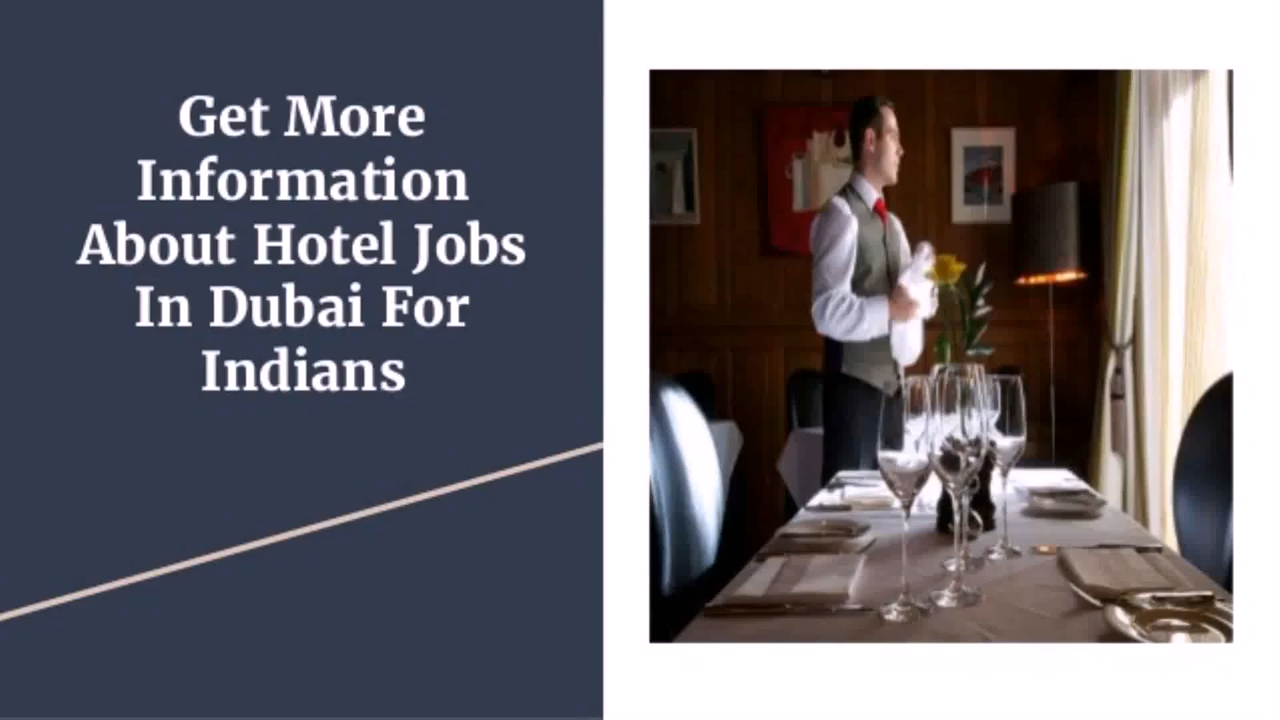 Get More
Information
About Hotel Jobs
In Dubai For
Indians